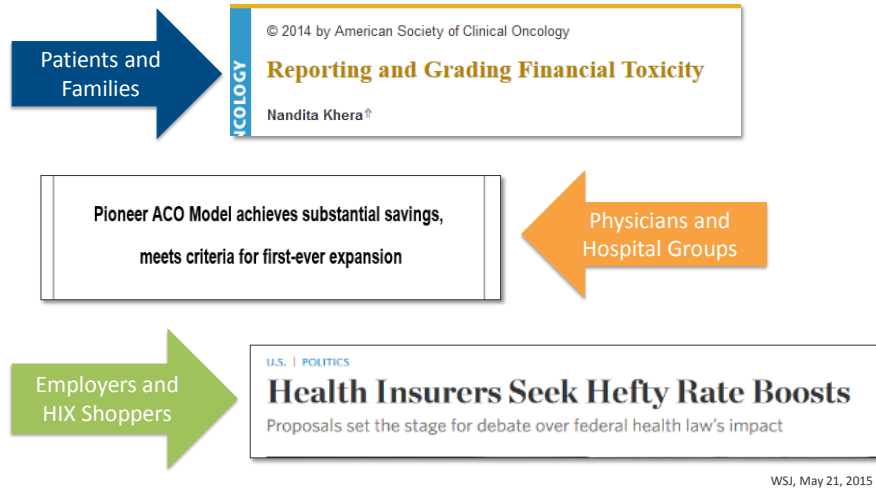 © 2014 by American Society of Clinical Oncology
Patients and
Families
NCOLOGY
Reporting and Grading Financial Toxicity
Nandita Khera⇑
Pioneer ACO Model achieves substantial savings,
meets criteria for first-ever expansion
Physicians and
Hospital Groups
Employers and
HIX Shoppers
U.S. | POLITICS
Health Insurers Seek Hefty Rate Boosts
Proposals set the stage for debate over federal health law's impact
WSJ, May 21, 2015